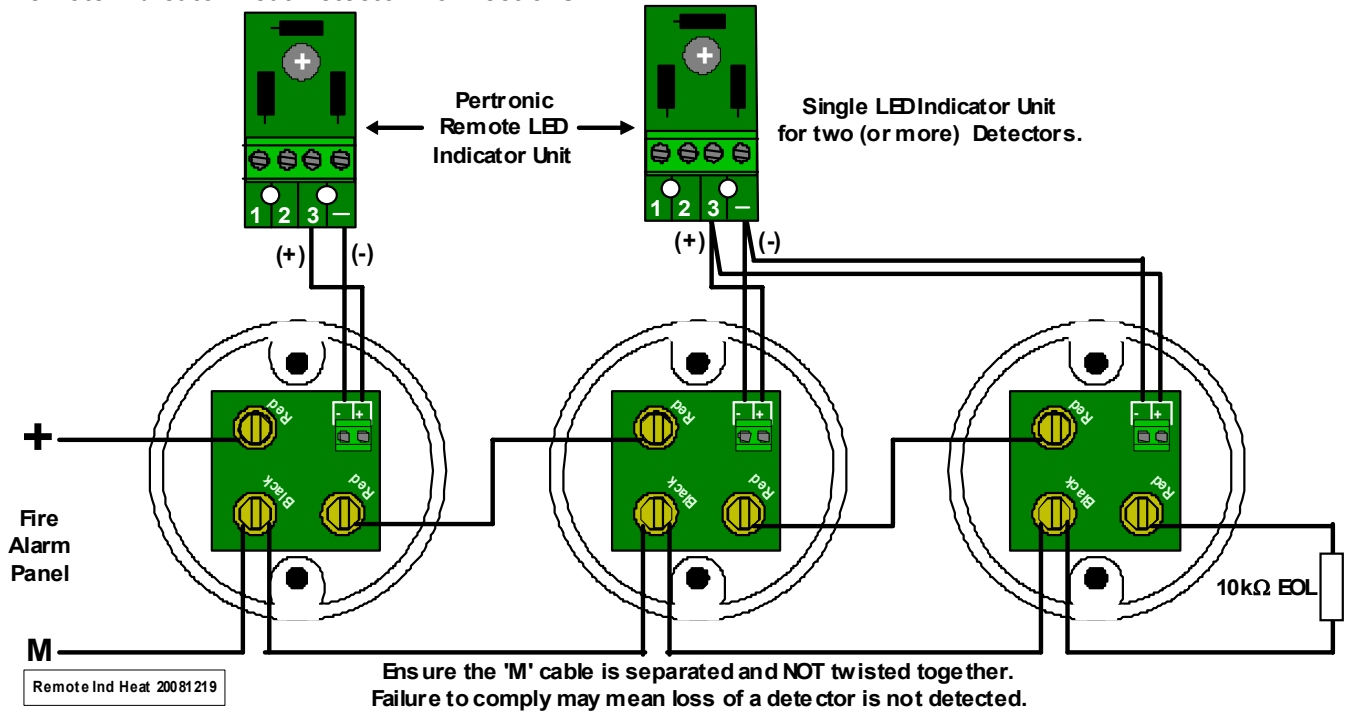 Pertronic
Remote LED
Indicator Unit
Single LED Indicator Unit
for two (or more) Detectors.
1 2 3 –
(+) (-)
1 2 3 –
(+) (-)
- +
Red
Black
Red
- +
Red
Black
Red
- +
Red
Black
Red
+
Fire
Alarm
Panel
M
10kΩ EOL
Remote Ind Heat 20081219
Ensure the 'M' cable is separated and NOT twisted together.
Failure to comply may mean loss of a detector is not detected.